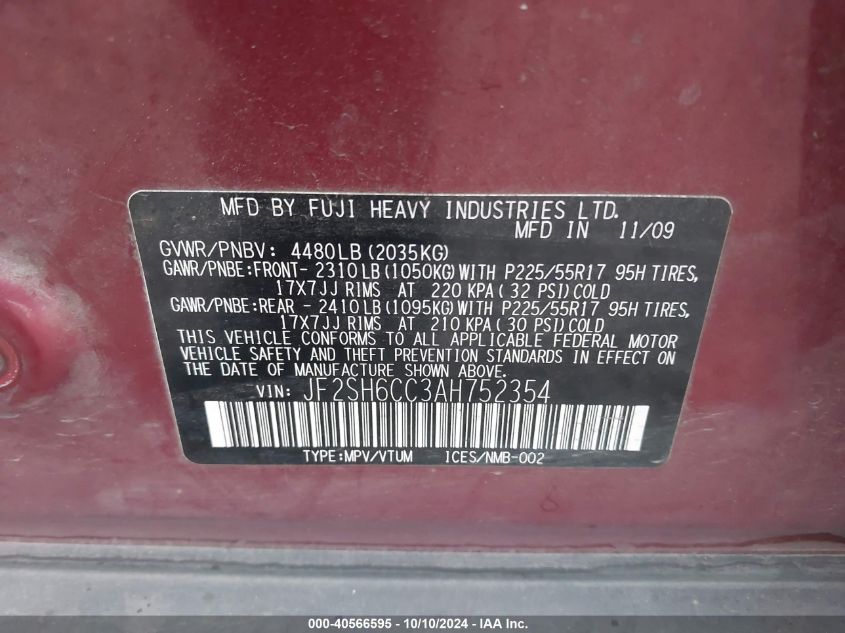 MFD BY FUJI HEAVY INDUSTRIES LTD.
MFD IN 11/09
GVWR/PNBV: 4480LB (2035KG)
GAWR/PNBE:FRONT- 2310LB (1050KG) WITH P225/55R17 95H TIRES,
17X7JJ RIMS AT 220 KPA (32 PSI) COLD
GAWR/PNBE:REAR - 2410LB (1095KG) WITH P225/55R17 95H TIRES,
17X7JJ RIMS AT 210 KPA (30 PSI) COLD
THIS VEHICLE CONFORMS TO ALL APPLICABLE FEDERAL MOTOR
VEHICLE SAFETY AND THEFT PREVENTION STANDARDS IN EFFECT ON
THE DATE OF MANUFACTURE SHOWN ABOVE.
VIN: JF2SH6CC3AH752354
TYPE:MPV/VTUM ICES/NMB-002
000-40566595 - 10/10/2024 - IAA Inc.